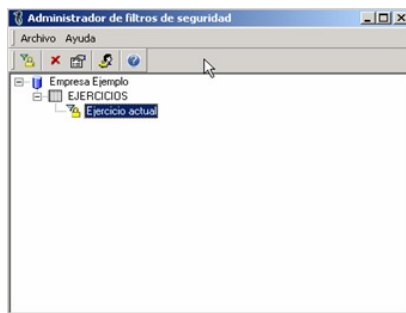 Administrador de filtros de seguridad
Archivo Ayuda
Empresa Ejemplo
EJERCICIOS
Ejercicio actual